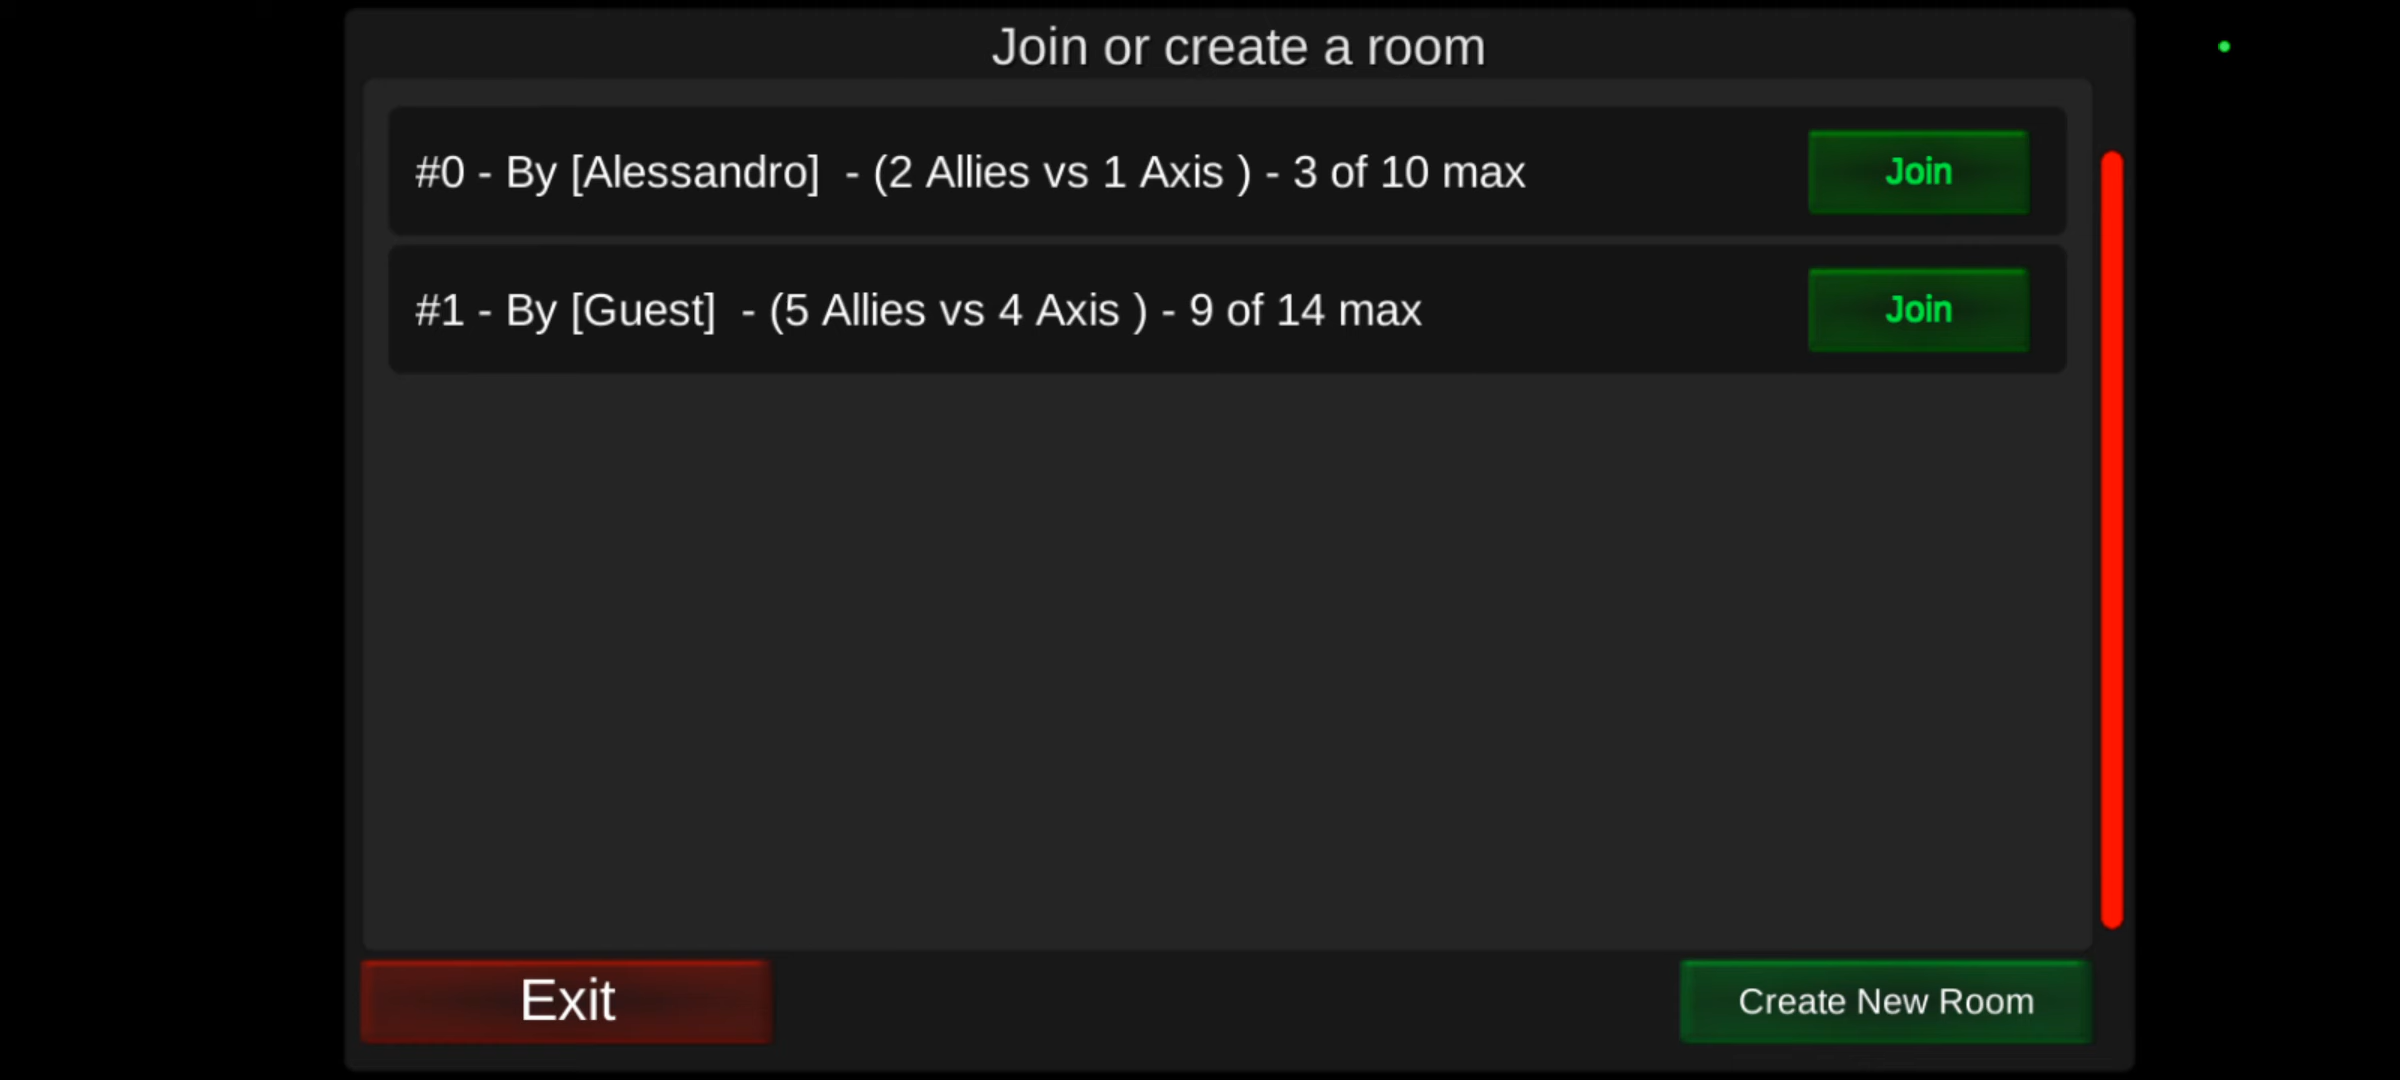 Join or create a room
#0 - By [Alessandro]  - (2 Allies vs 1 Axis ) - 3 of 10 max
Join
#1 - By [Guest]  - (5 Allies vs 4 Axis ) - 9 of 14 max
Join
Exit
Create New Room